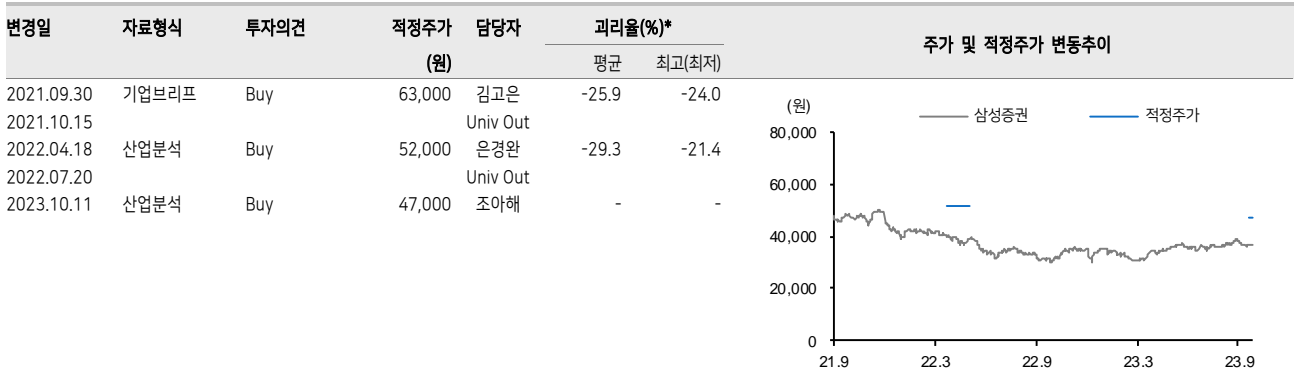 변경일 자료형식 투자의견 적정주가 담당자 괴리율(%)* 주가 및 적정주가 변동추이
(원) 평균 최고(최저)
2021.09.30 기업브리프 Buy 63,000 김고은 -25.9 -24.0
2021.10.15 Univ Out
2022.04.18 산업분석 Buy 52,000 은경완 -29.3 -21.4
2022.07.20 Univ Out
2023.10.11 산업분석 Buy 47,000 조아해 - -
(원) 삼성증권 적정주가
80,000
60,000
40,000
20,000
0
21.9 22.3 22.9 23.3 23.9